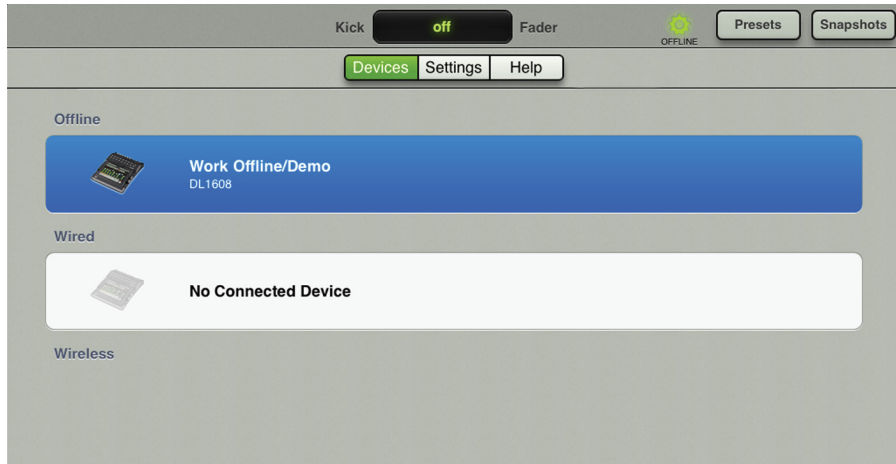 Kick off Fader OFFLINE Presets Snapshots
Devices Settings Help
Offline
Work Offline/Demo
DL1608
Wired
No Connected Device
Wireless